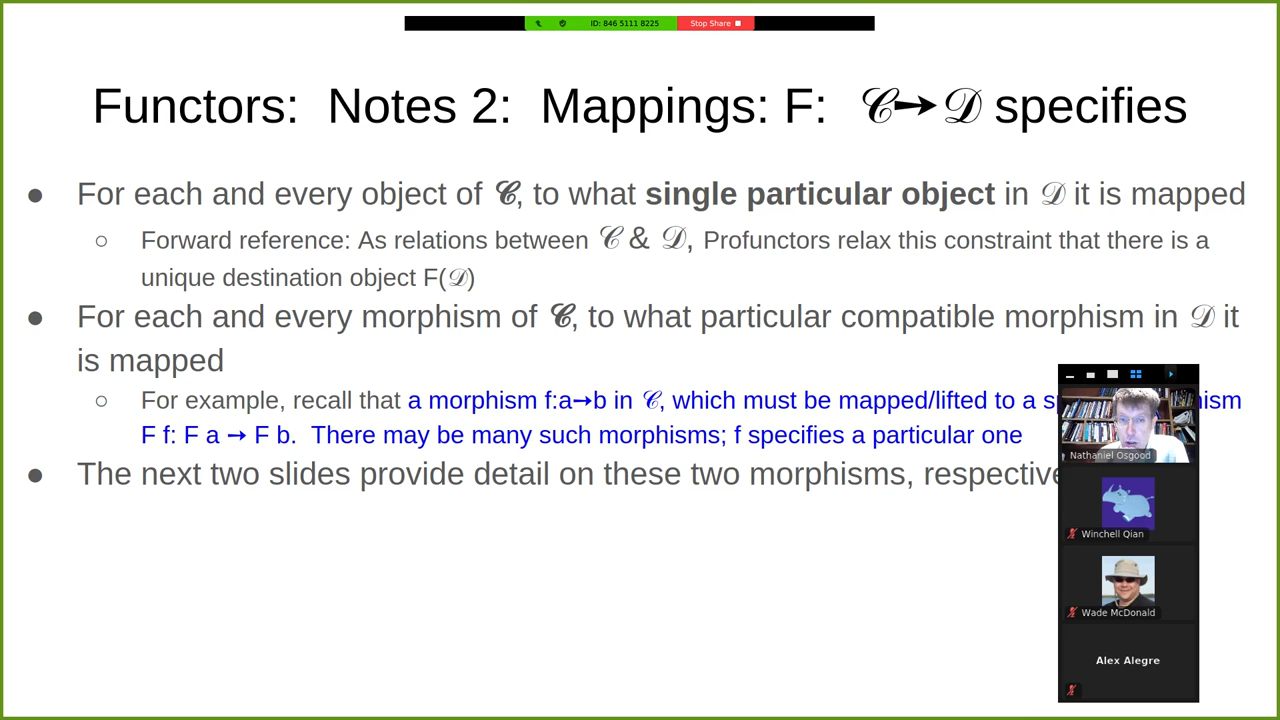 ID: 846 5111 8225 Stop Share
Functors: Notes 2: Mappings: F: 𝒞➙𝒟 specifies
● For each and every object of 𝓒, to what single particular object in 𝒟 it is mapped
○ Forward reference: As relations between 𝒞 & 𝒟, Profunctors relax this constraint that there is a
unique destination object F(𝒟)
● For each and every morphism of 𝓒, to what particular compatible morphism in 𝒟 it
is mapped
○ For example, recall that a morphism f:a➙b in 𝒞, which must be mapped/lifted to a
F f: F a ➙ F b. There may be many such morphisms; f specifies a particular one
● The next two slides provide detail on these two morphisms,
Nathaniel Osgood
Winchell Qian
Wade McDonald
Alex Alegre